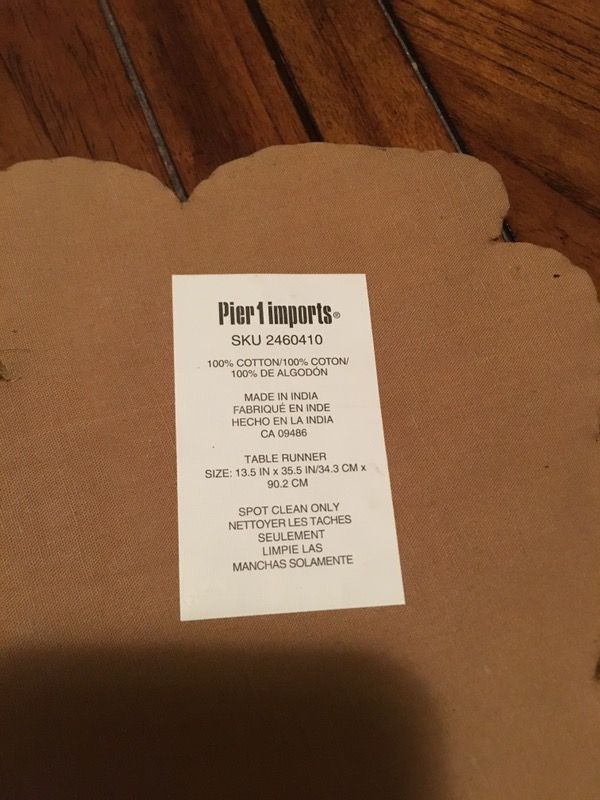 Pier 1 imports®
SKU 2460410
100% COTTON/100% COTON/
100% DE ALGODÓN
MADE IN INDIA
FABRIQUÉ EN INDE
HECHO EN LA INDIA
CA 09486
TABLE RUNNER
SIZE: 13.5 IN x 35.5 IN/34.3 CM x
90.2 CM
SPOT CLEAN ONLY
NETTOYER LES TACHES
SEULEMENT
LIMPIE LAS
MANCHAS SOLAMENTE